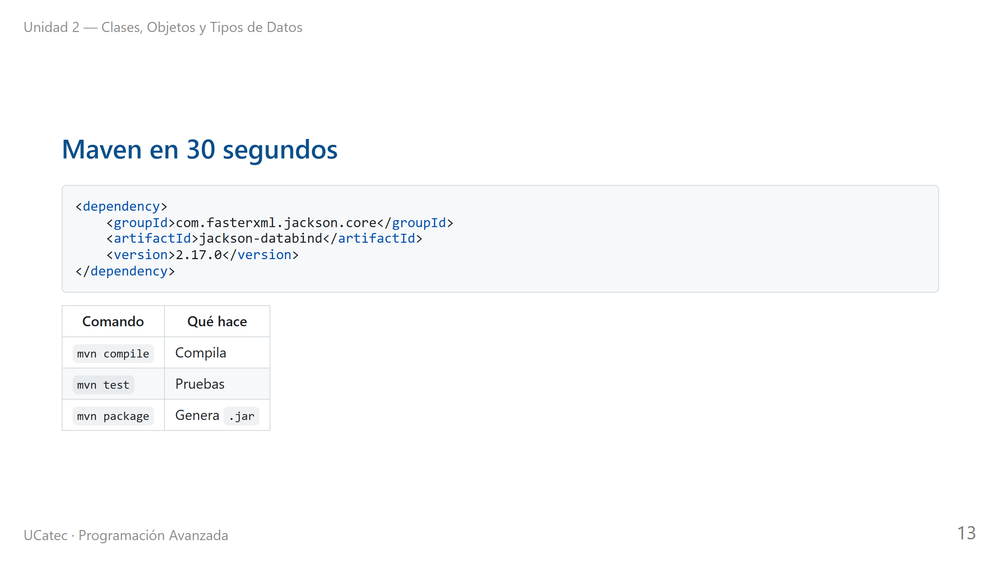 Unidad 2 — Clases, Objetos y Tipos de Datos
Maven en 30 segundos
<dependency>
    <groupId>com.fasterxml.jackson.core</groupId>
    <artifactId>jackson-databind</artifactId>
    <version>2.17.0</version>
</dependency>
Comando Qué hace
mvn compile Compila
mvn test Pruebas
mvn package Genera .jar
UCatec · Programación Avanzada
13